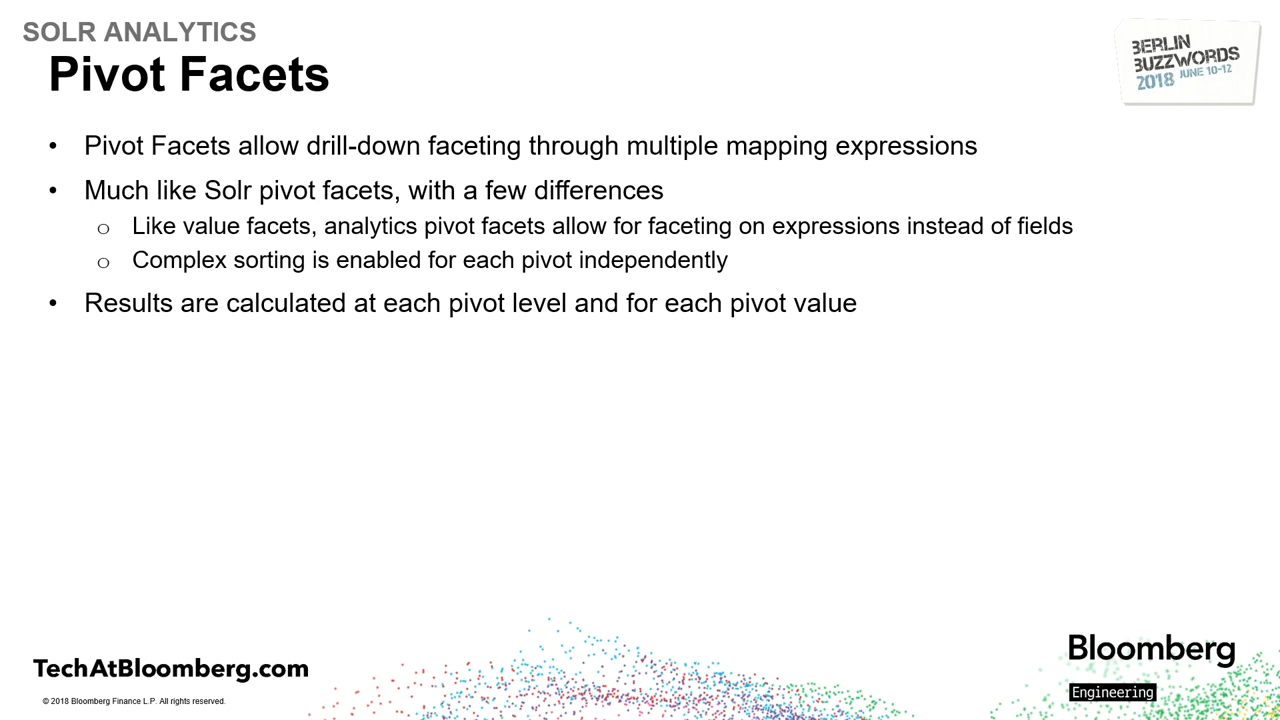 SOLR ANALYTICS
Pivot Facets
BERLIN
BUZZWORDS
2018 JUNE 10-12
• Pivot Facets allow drill-down faceting through multiple mapping expressions
• Much like Solr pivot facets, with a few differences
o Like value facets, analytics pivot facets allow for faceting on expressions instead of fields
o Complex sorting is enabled for each pivot independently
• Results are calculated at each pivot level and for each pivot value
TechAtBloomberg.com
© 2018 Bloomberg Finance L.P. All rights reserved.
Bloomberg
Engineering